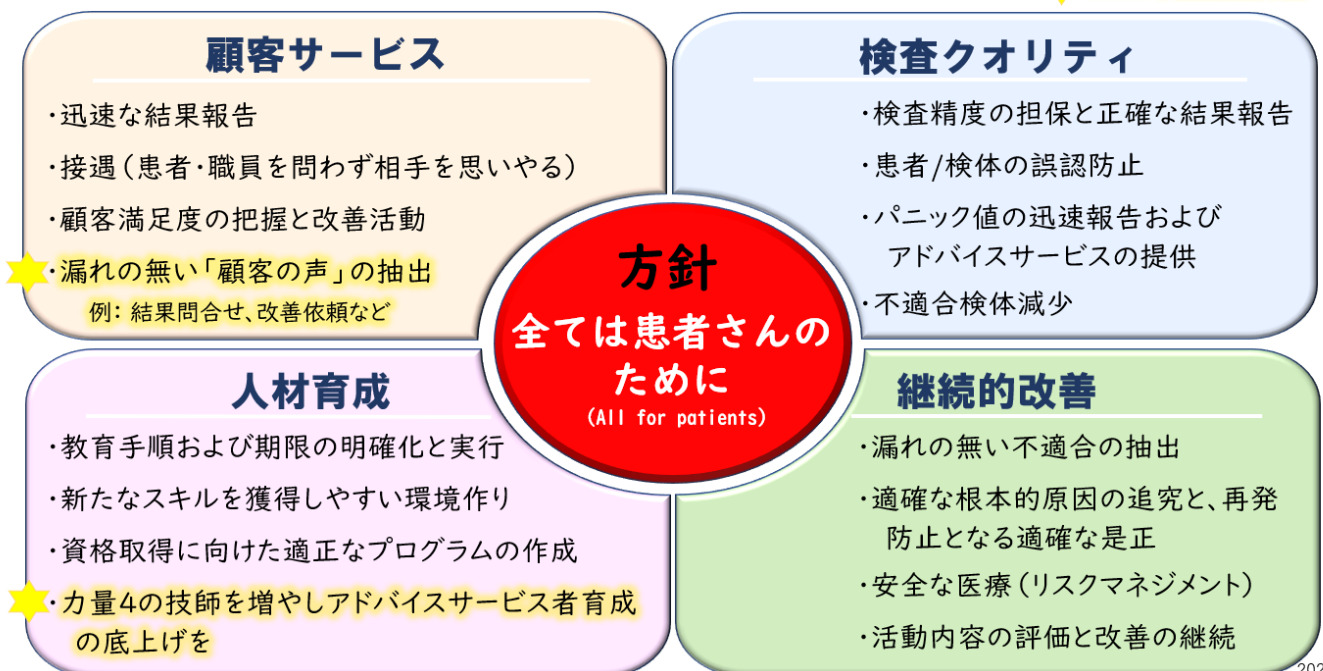 顧客サービス
・迅速な結果報告
・接遇(患者・職員を問わず相手を思いやる)
・顧客満足度の把握と改善活動
・漏れの無い「顧客の声」の抽出
例: 結果問合せ、改善依頼など
検査クオリティ
・検査精度の担保と正確な結果報告
・患者/検体の誤認防止
・パニック値の迅速報告および
アドバイスサービスの提供
・不適合検体減少
方針
全ては患者さんの
ために
(All for patients)
人材育成
・教育手順および期限の明確化と実行
・新たなスキルを獲得しやすい環境作り
・資格取得に向けた適正なプログラムの作成
・力量4の技師を増やしアドバイスサービス者育成
の底上げを
継続的改善
・漏れの無い不適合の抽出
・適確な根本的原因の追究と、再発
防止となる適確な是正
・安全な医療(リスクマネジメント)
・活動内容の評価と改善の継続